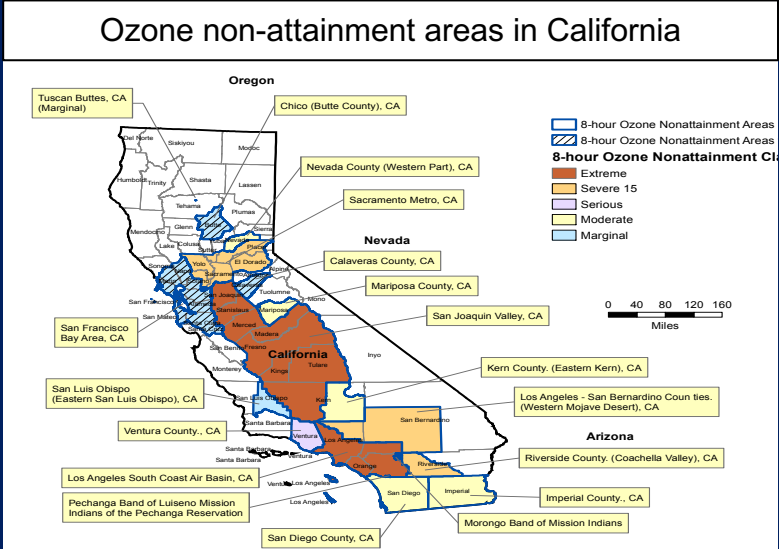 Ozone non-attainment areas in California
Oregon
Tuscan Buttes, CA
(Marginal)
Chico (Butte County), CA
Nevada County (Western Part), CA
Sacramento Metro, CA
Nevada
Calaveras County, CA
Mariposa County, CA
San Joaquin Valley, CA
San Francisco
Bay Area, CA
Kern County. (Eastern Kern), CA
San Luis Obispo
(Eastern San Luis Obispo), CA
Los Angeles - San Bernardino Coun ties.
(Western Mojave Desert), CA
Ventura County., CA
Arizona
Riverside County. (Coachella Valley), CA
Los Angeles South Coast Air Basin, CA
Pechanga Band of Luiseno Mission
Indians of the Pechanga Reservation
Imperial County., CA
Morongo Band of Mission Indians
San Diego County, CA
8-hour Ozone Nonattainment Areas
8-hour Ozone Nonattainment Areas
8-hour Ozone Nonattainment Cla
Extreme
Severe 15
Serious
Moderate
Marginal
0 40 80 120 160
Miles
Del Norte
Siskiyou
Modoc
Humboldt
Trinity
Shasta
Lassen
Tehama
Plumas
Butte
Glenn
Mendocino
Lake
Colusa
Sutter
Nevada
Sierra
Placer
Yolo
El Dorado
Sacramento
Alpine
Tuolumne
Mono
San Francisco
San Mateo
San Joaquin
Stanislaus
Mariposa
Merced
Madera
San Benito
Fresno
California
Inyo
Monterey
Kings
Tulare
San Luis Obispo
Kern
Santa Barbara
Ventura
Los Angeles
San Bernardino
Santa Barbara
Santa Barbara
Ventura
Orange
Riverside
Ventura
Los Angeles
Los Angeles
San Diego
Imperial